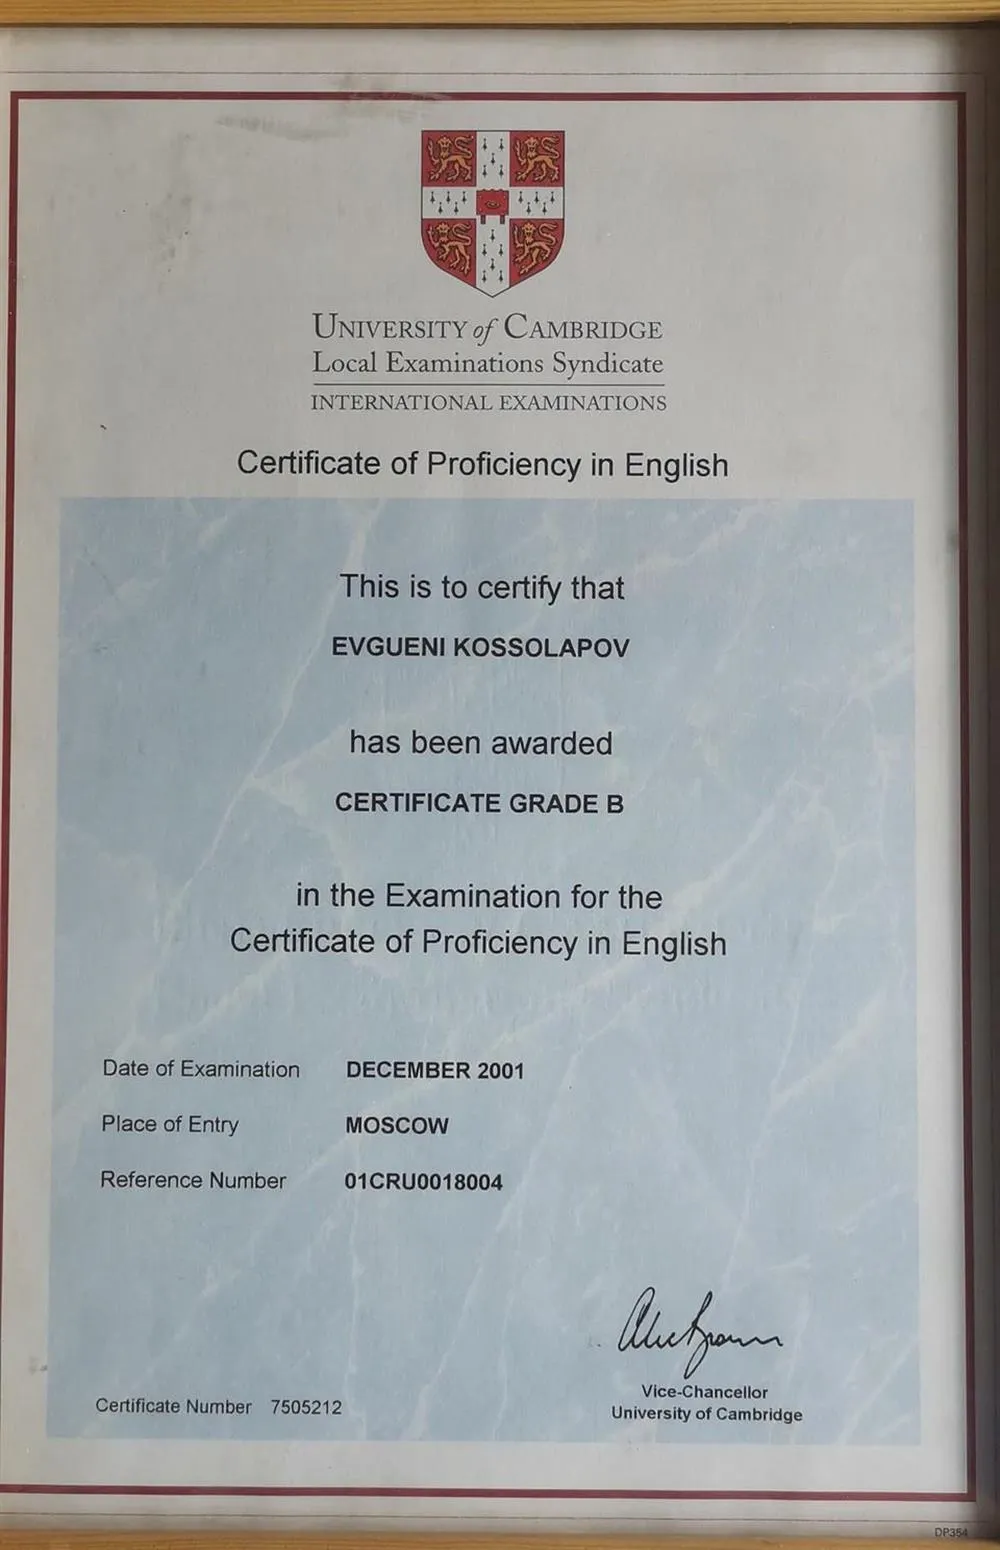 UNIVERSITY of CAMBRIDGE
Local Examinations Syndicate
INTERNATIONAL EXAMINATIONS
Certificate of Proficiency in English
This is to certify that
EVGUENI KOSSOLAPOV
has been awarded
CERTIFICATE GRADE B
in the Examination for the
Certificate of Proficiency in English
Date of Examination DECEMBER 2001
Place of Entry MOSCOW
Reference Number 01CRU0018004
Vice-Chancellor
University of Cambridge
Certificate Number 7505212
DP354